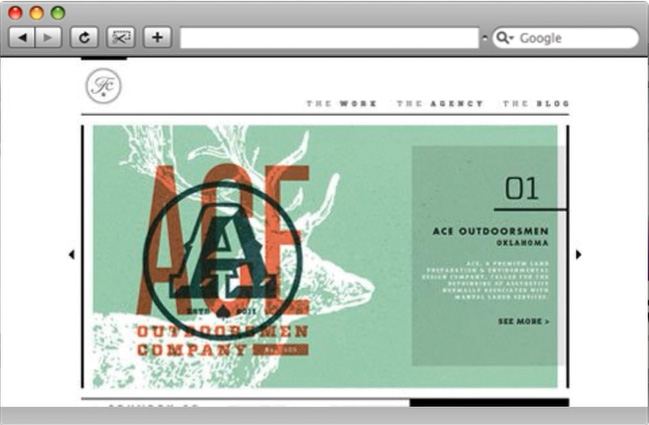 Google
Fc
THE WORK THE AGENCY THE BLOG
ACE
A
ESTD 2011
OUTDOORSMEN
COMPANY
01
ACE OUTDOORSMEN
OKLAHOMA
ACE, A PREMIUM LAND
PREPARATION & ENVIRONMENTAL
DESIGN COMPANY, CALLED FOR THE
RETHINKING OF AESTHETICS
NORMALLY ASSOCIATED WITH
MANUAL LABOR SERVICES.
SEE MORE >